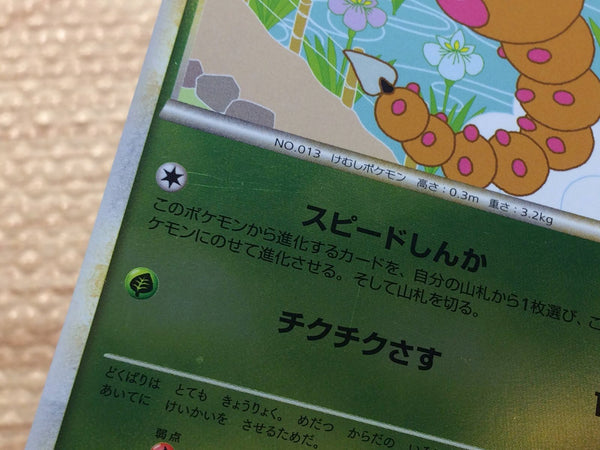 NO.013 けむしポケモン 高さ:0.3m 重さ:3.2kg
スピードしんか
このポケモンから進化するカードを、自分の山札から1枚選び、こ
ケモンにのせて進化させる。そして山札を切る。
チクチクさす
1
どくばりは とても きょうりょく。 めだつ からだの いろ
あいてに けいかいを させるためだ。
弱点